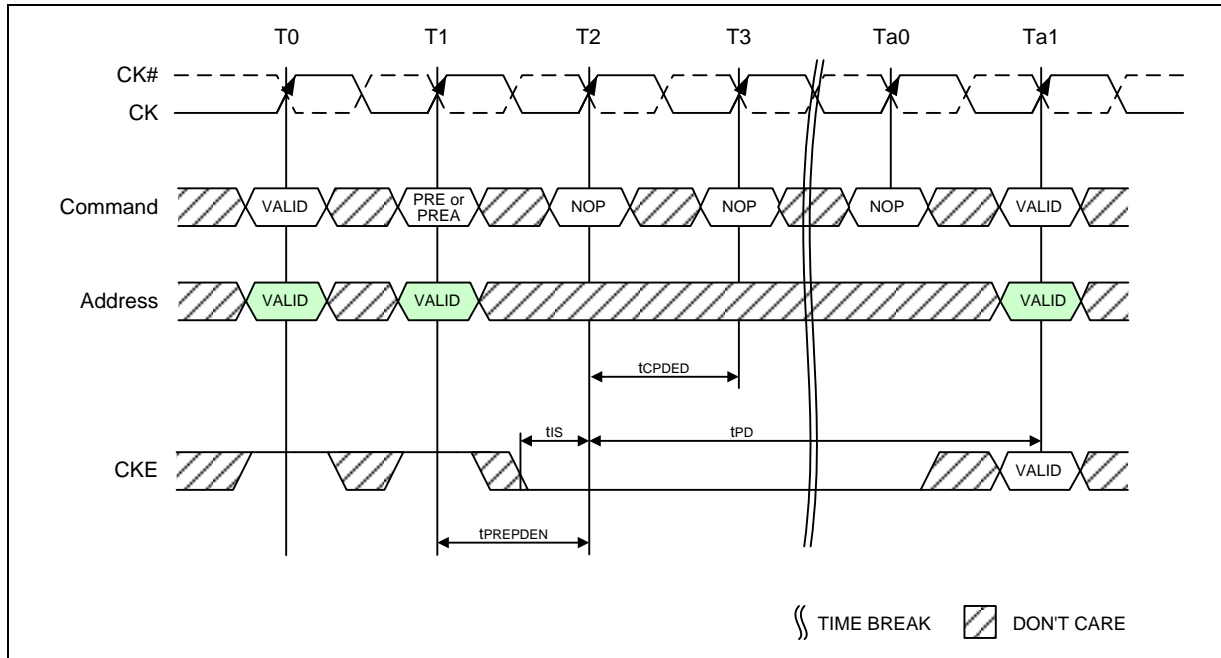 T0 T1 T2 T3 Ta0 Ta1
CK#
CK
Command VALID PRE or PREA NOP NOP NOP VALID
Address VALID VALID VALID
tCPDED
tIS tPD
CKE VALID
tPREPDEN
TIME BREAK DON'T CARE